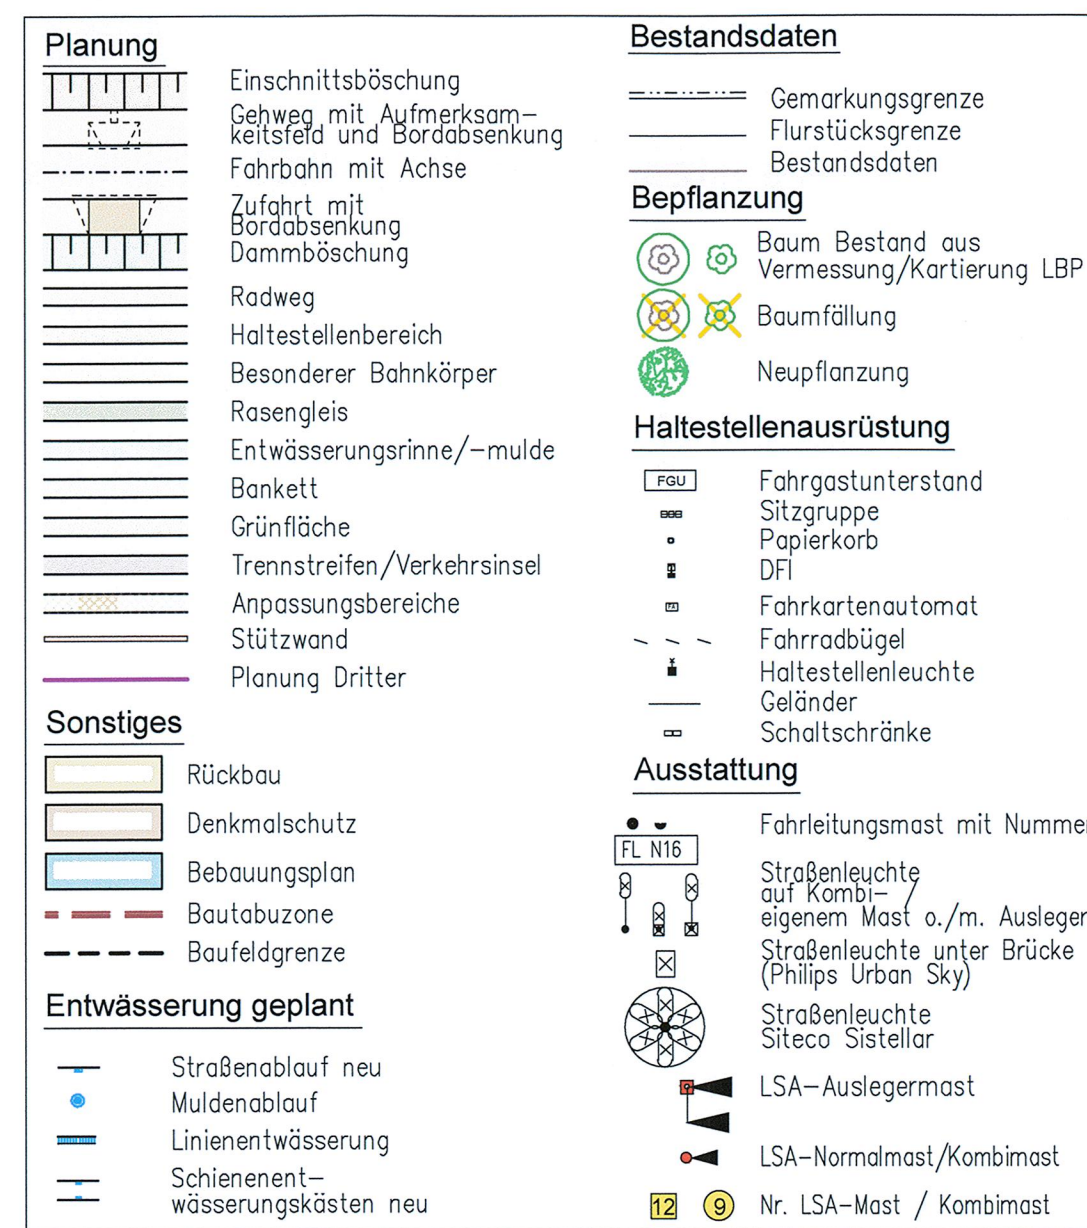 Planung
Einschnittsböschung
Gehweg mit Aufmerksam-
keitsfeld und Bordabsenkung
Fahrbahn mit Achse
Zufahrt mit
Bordabsenkung
Dammböschung
Radweg
Haltestellenbereich
Besonderer Bahnkörper
Rasengleis
Entwässerungsrinne/-mulde
Bankett
Grünfläche
Trennstreifen/Verkehrsinsel
Anpassungsbereiche
Stützwand
Planung Dritter
Sonstiges
Rückbau
Denkmalschutz
Bebauungsplan
Bautabuzone
Baufeldgrenze
Entwässerung geplant
Straßenablauf neu
Muldenablauf
Linienentwässerung
Schienenent-
wässerungskästen neu
Bestandsdaten
Gemarkungsgrenze
Flurstücksgrenze
Bestandsdaten
Bepflanzung
Baum Bestand aus
Vermessung/Kartierung LBP
Baumfällung
Neupflanzung
Haltestellenausrüstung
FGU Fahrgastunterstand
Sitzgruppe
Papierkorb
DFI
FA Fahrkartenautomat
Fahrradbügel
Haltestellenleuchte
Geländer
Schaltschränke
Ausstattung
Fahrleitungsmast mit Nummer
FL N16
Straßenleuchte
auf Kombi- /
eigenem Mast o./m. Ausleger
Straßenleuchte unter Brücke
(Philips Urban Sky)
Straßenleuchte
Siteco Sistellar
LSA-Auslegermast
LSA-Normalmast/Kombimast
12 9 Nr. LSA-Mast / Kombimast